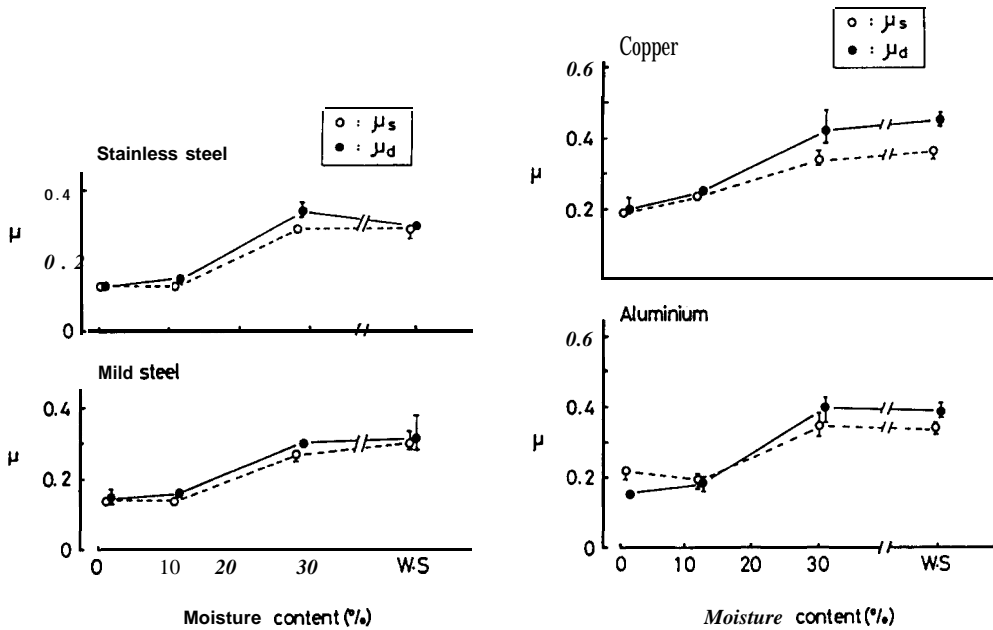 Stainless steel
o : μs
● : μd
0.4
μ
0.2
0
Mild steel
0.4
μ
0.2
0
0 10 20 30 W·S
Moisture content (%)
Copper
o : μs
● : μd
0.6
0.4
μ
0.2
Aluminium
0.6
0.4
μ
0.2
0
0 10 20 30 W·S
Moisture content (%)